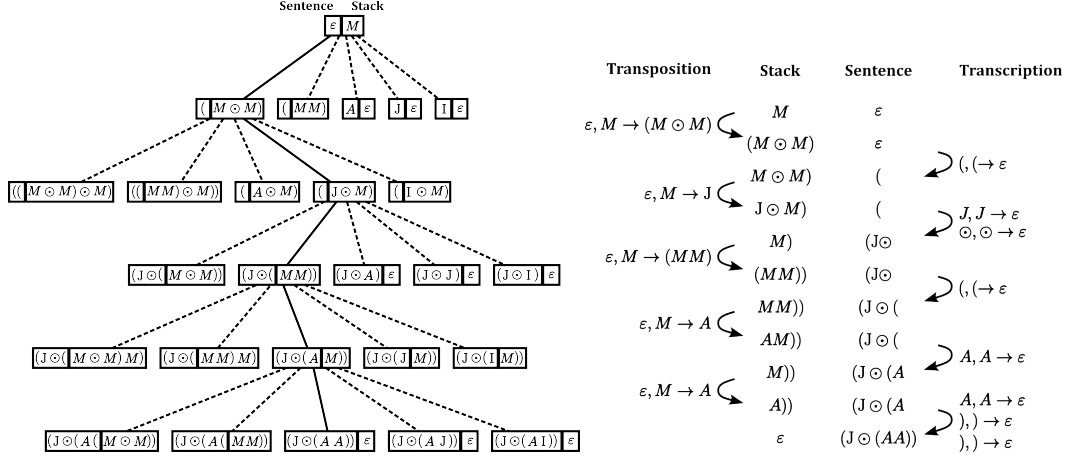 Sentence Stack
ε M
( M ⊙ M) ( MM) A ε J ε I ε
((( M ⊙ M) ⊙ M) ((( MM) ⊙ M)) ( A ⊙ M) ( J ⊙ M) ( I ⊙ M)
(J ⊙( M ⊙ M)) (J ⊙( MM)) (J ⊙ A) ε (J ⊙ J) ε (J ⊙ I) ε
(J ⊙( M ⊙ M) M) (J ⊙( MM) M) (J ⊙(A M)) (J ⊙(J M)) (J ⊙(I M))
(J ⊙(A( M ⊙ M)) (J ⊙(A( MM)) (J ⊙(A A)) ε (J ⊙(A J)) ε (J ⊙(A I)) ε
Transposition Stack Sentence Transcription
M ε
ε, M → (M ⊙ M)
(M ⊙ M) ε
(, (→ ε
M ⊙ M) (
ε, M → J
J ⊙ M) (
J, J → ε
⊙, ⊙ → ε
M) (J⊙
ε, M → (MM)
(MM)) (J⊙
(, (→ ε
MM)) (J ⊙ (
ε, M → A
AM)) (J ⊙ (
A, A → ε
M)) (J ⊙ (A
ε, M → A
A)) (J ⊙ (A
A, A → ε
), ) → ε
), ) → ε
ε (J ⊙ (AA))